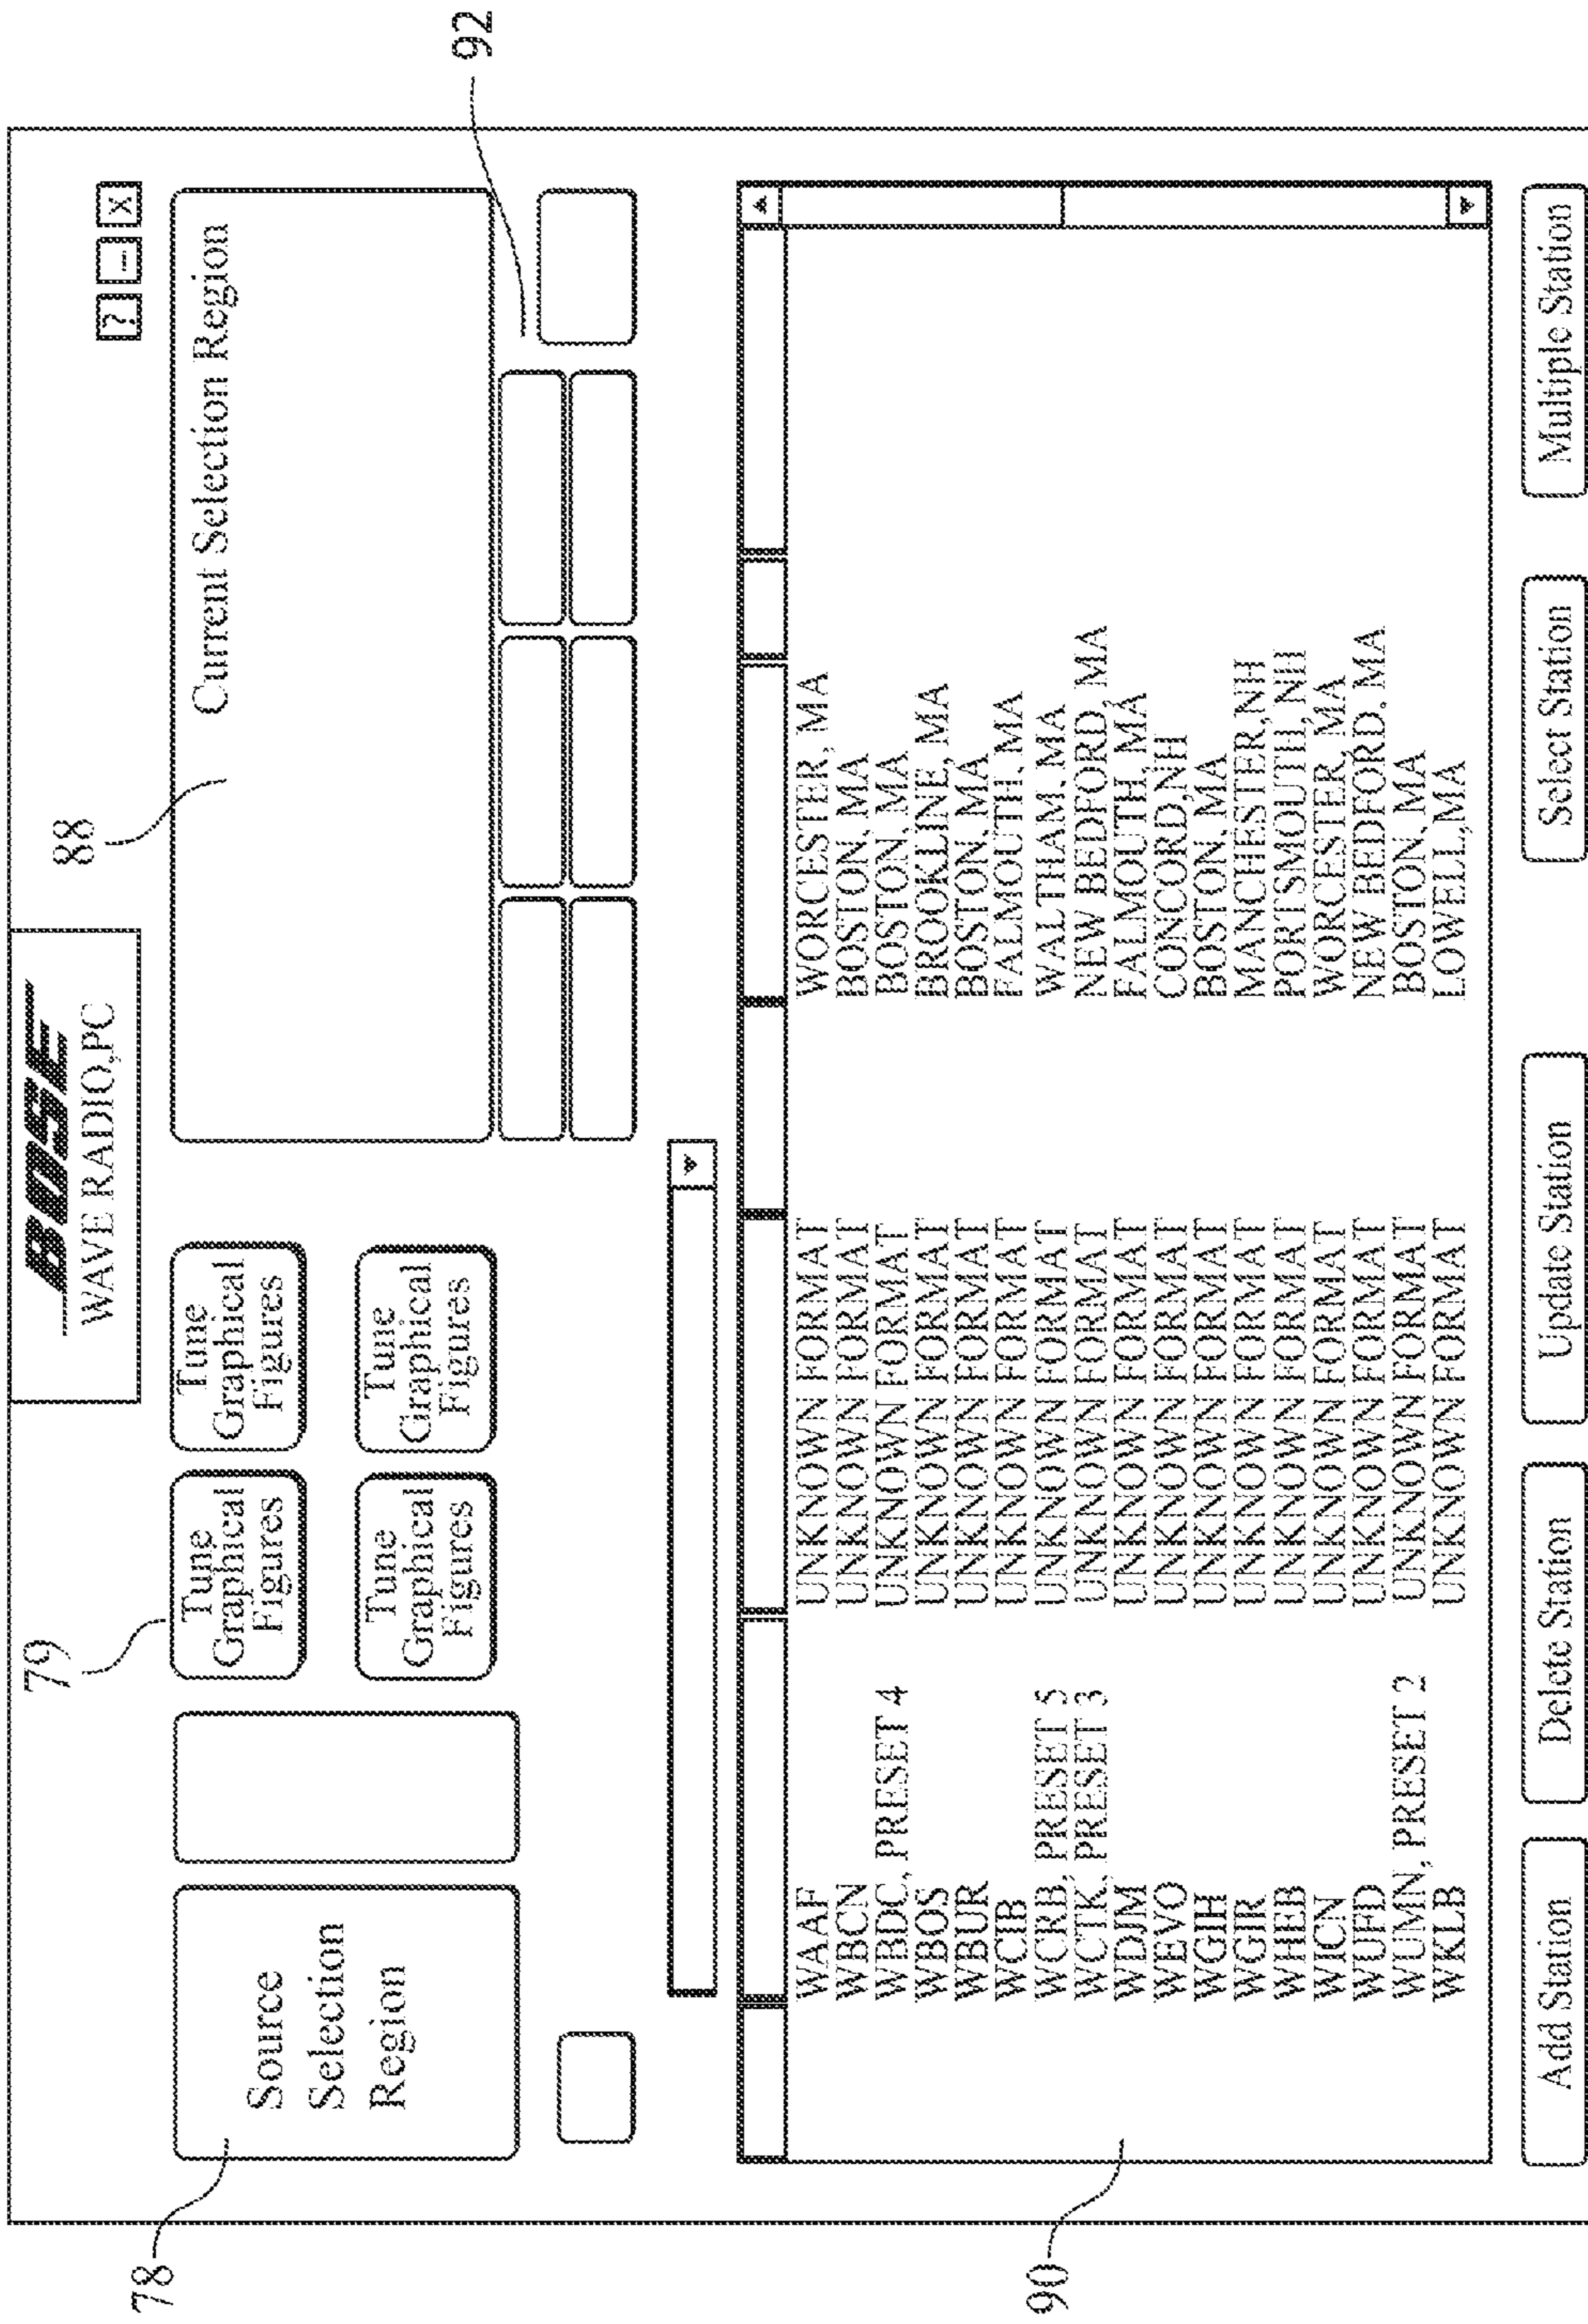 BOSE
WAVE RADIO,PC
? – X
79
88
92
78
Source
Selection
Region
Tune
Graphical
Figures
Tune
Graphical
Figures
Tune
Graphical
Figures
Tune
Graphical
Figures
Current Selection Region
90
WAAF UNKNOWN FORMAT WORCESTER, MA
WBCN UNKNOWN FORMAT BOSTON, MA
WBDC, PRESET 4 UNKNOWN FORMAT BOSTON, MA
WBOS UNKNOWN FORMAT BROOKLINE, MA
WBUR UNKNOWN FORMAT BOSTON, MA
WCIB UNKNOWN FORMAT FALMOUTH, MA
WCRB, PRESET 5 UNKNOWN FORMAT WALTHAM, MA
WCTK, PRESET 3 UNKNOWN FORMAT NEW BEDFORD, MA
WDJM UNKNOWN FORMAT FALMOUTH, MA
WEVO UNKNOWN FORMAT CONCORD,NH
WGIH UNKNOWN FORMAT BOSTON, MA
WGIR UNKNOWN FORMAT MANCHESTER,NH
WHEB UNKNOWN FORMAT PORTSMOUTH, NH
WICN UNKNOWN FORMAT WORCESTER, MA
WUFD UNKNOWN FORMAT NEW BEDFORD, MA
WUMN, PRESET 2 UNKNOWN FORMAT BOSTON, MA
WKLB UNKNOWN FORMAT LOWELL,MA
Add Station
Delete Station
Update Station
Select Station
Multiple Station